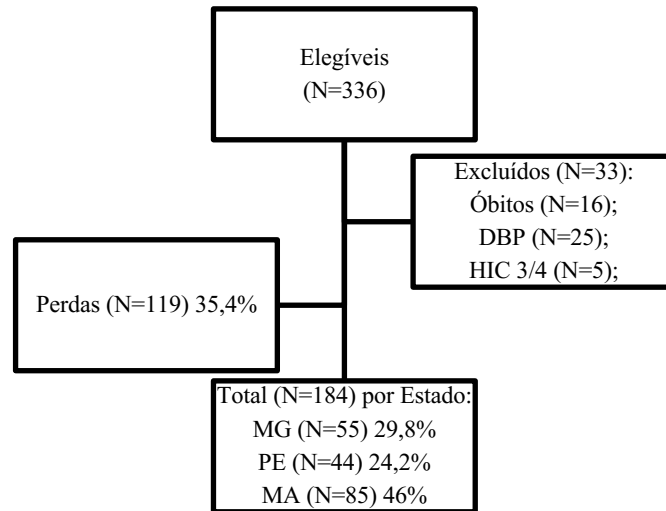 Elegíveis
(N=336)
Excluídos (N=33):
Óbitos (N=16);
DBP (N=25);
HIC 3/4 (N=5);
Perdas (N=119) 35,4%
Total (N=184) por Estado:
MG (N=55) 29,8%
PE (N=44) 24,2%
MA (N=85) 46%